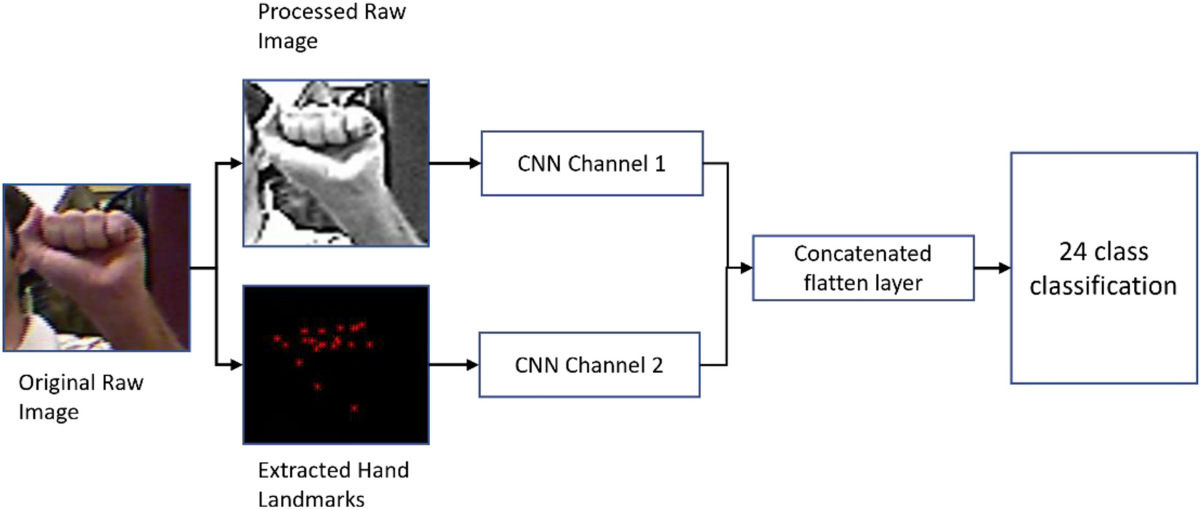 Processed Raw
Image
CNN Channel 1
Original Raw
Image
Concatenated
flatten layer
24 class
classification
CNN Channel 2
Extracted Hand
Landmarks